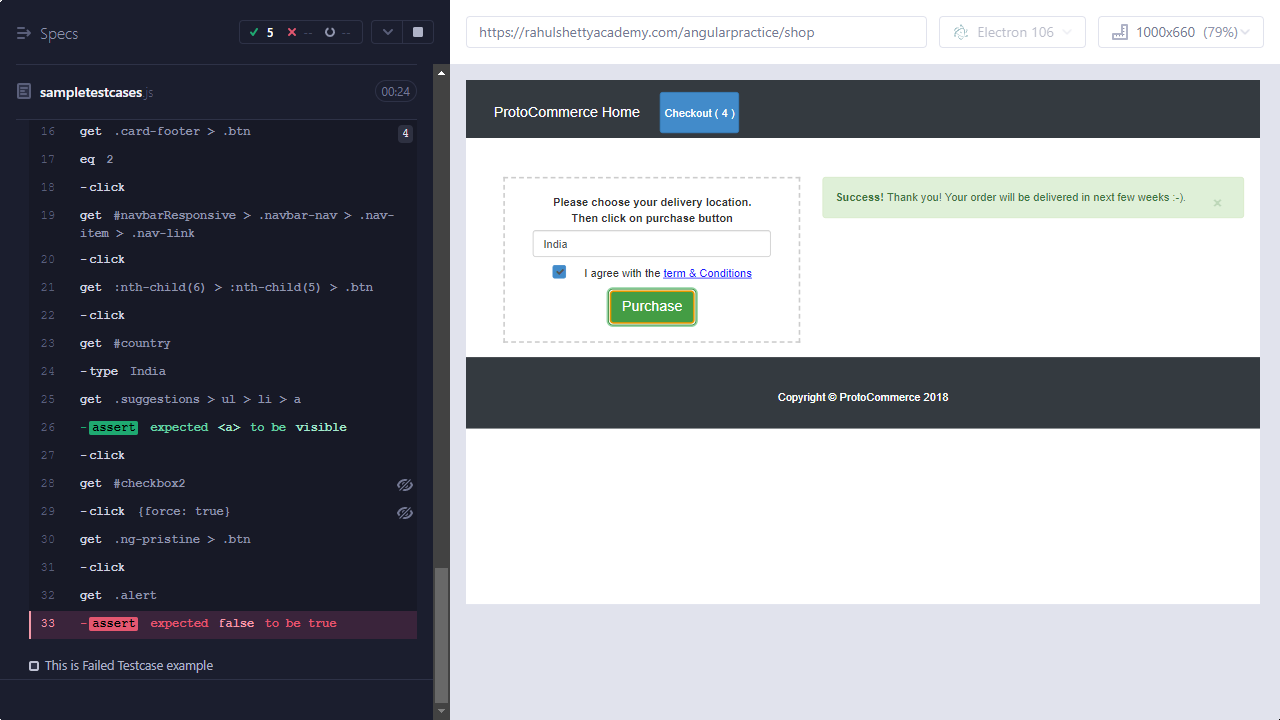 Specs
5 -- --
sampletestcases.js
00:24
16 get .card-footer > .btn 4
17 eq 2
18 -click
19 get #navbarResponsive > .navbar-nav > .nav-
item > .nav-link
20 -click
21 get :nth-child(6) > :nth-child(5) > .btn
22 -click
23 get #country
24 -type India
25 get .suggestions > ul > li > a
26 -assert expected <a> to be visible
27 -click
28 get #checkbox2
29 -click {force: true}
30 get .ng-pristine > .btn
31 -click
32 get .alert
33 -assert expected false to be true
This is Failed Testcase example
https://rahulshettyacademy.com/angularpractice/shop
Electron 106
1000x660 (79%)
ProtoCommerce Home
Checkout ( 4 )
Please choose your delivery location.
Then click on purchase button
India
I agree with the term & Conditions
Purchase
Success! Thank you! Your order will be delivered in next few weeks :-).
×
Copyright © ProtoCommerce 2018